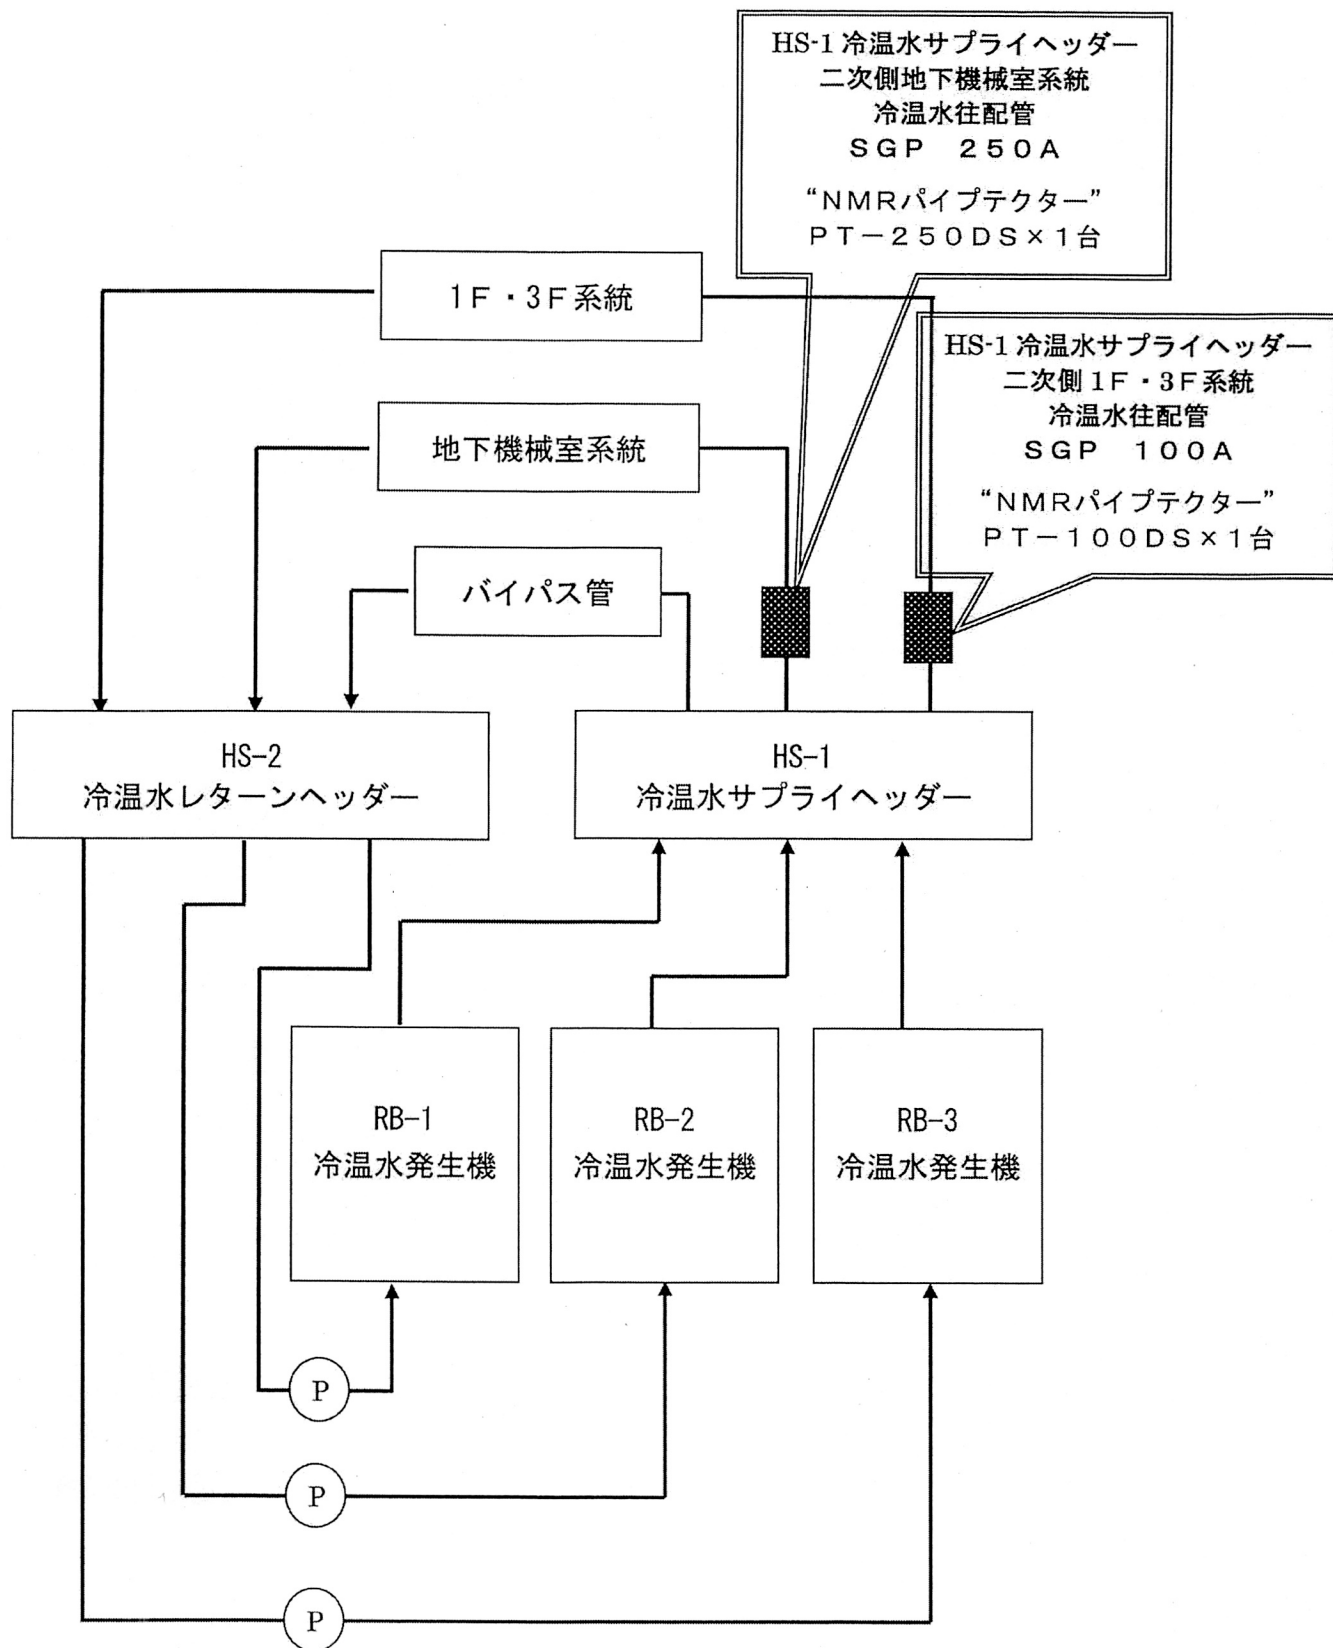 HS-1冷温水サプライヘッダー
二次側地下機械室系統
冷温水往配管
ＳＧＰ　２５０Ａ
“ＮＭＲパイプテクター”
ＰＴ－２５０ＤＳ×１台
１Ｆ・３Ｆ系統
HS-1冷温水サプライヘッダー
二次側１Ｆ・３Ｆ系統
冷温水往配管
ＳＧＰ　１００Ａ
“ＮＭＲパイプテクター”
ＰＴ－１００ＤＳ×１台
地下機械室系統
バイパス管
HS-2
冷温水レターンヘッダー
HS-1
冷温水サプライヘッダー
RB-1
冷温水発生機
RB-2
冷温水発生機
RB-3
冷温水発生機
P
P
P